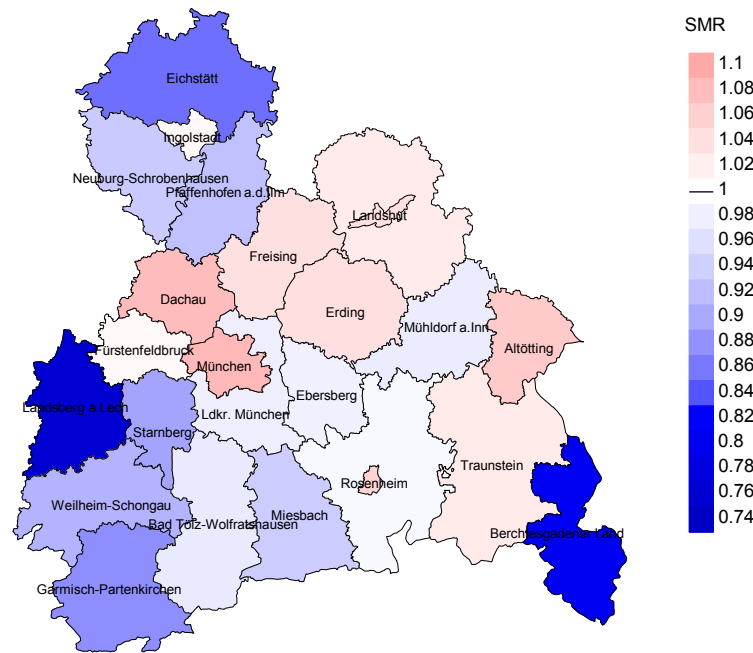 SMR
1.1
1.08
1.06
1.04
1.02
1
0.98
0.96
0.94
0.92
0.9
0.88
0.86
0.84
0.82
0.8
0.78
0.76
0.74
Eichstätt
Ingolstadt
Neuburg-Schrobenhausen
Pfaffenhofen a.d.Ilm
Landshut
Freising
Dachau
Erding
Mühldorf a.Inn
Altötting
Fürstenfeldbruck
München
Ebersberg
Landsberg a.Lech
Ldkr. München
Starnberg
Traunstein
Rosenheim
Weilheim-Schongau
Miesbach
Bad Tölz-Wolfratshausen
Berchtesgadener Land
Garmisch-Partenkirchen